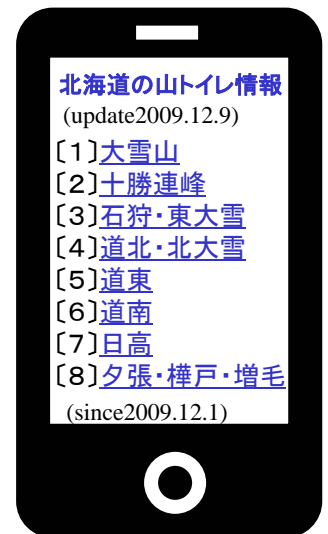 北海道の山トイレ情報
(update2009.12.9)
〔１〕大雪山
〔２〕十勝連峰
〔３〕石狩・東大雪
〔４〕道北・北大雪
〔５〕道東
〔６〕道南
〔７〕日高
〔８〕夕張・樺戸・増毛
(since2009.12.1)